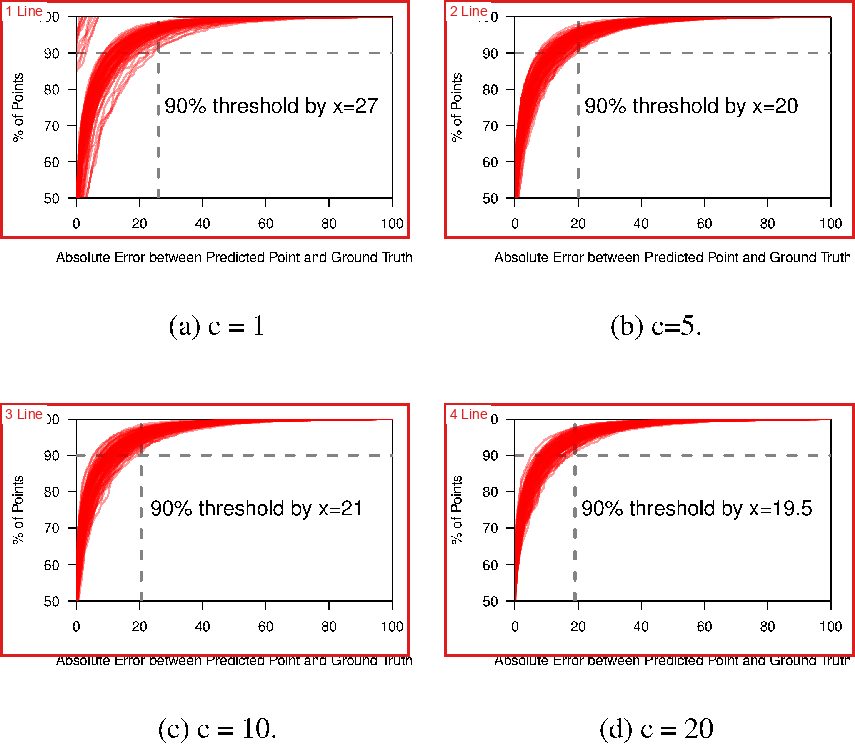 1 Line
100
90
80
70
60
50
% of Points
90% threshold by x=27
0 20 40 60 80 100
Absolute Error between Predicted Point and Ground Truth
(a) c = 1
2 Line
90
80
70
60
50
% of Points
90% threshold by x=20
0 20 40 60 80 100
Absolute Error between Predicted Point and Ground Truth
(b) c=5.
3 Line
90
80
70
60
50
% of Points
90% threshold by x=21
0 20 40 60 80 100
Absolute Error between Predicted Point and Ground Truth
(c) c = 10.
4 Line
90
80
70
60
50
% of Points
90% threshold by x=19.5
0 20 40 60 80 100
Absolute Error between Predicted Point and Ground Truth
(d) c = 20